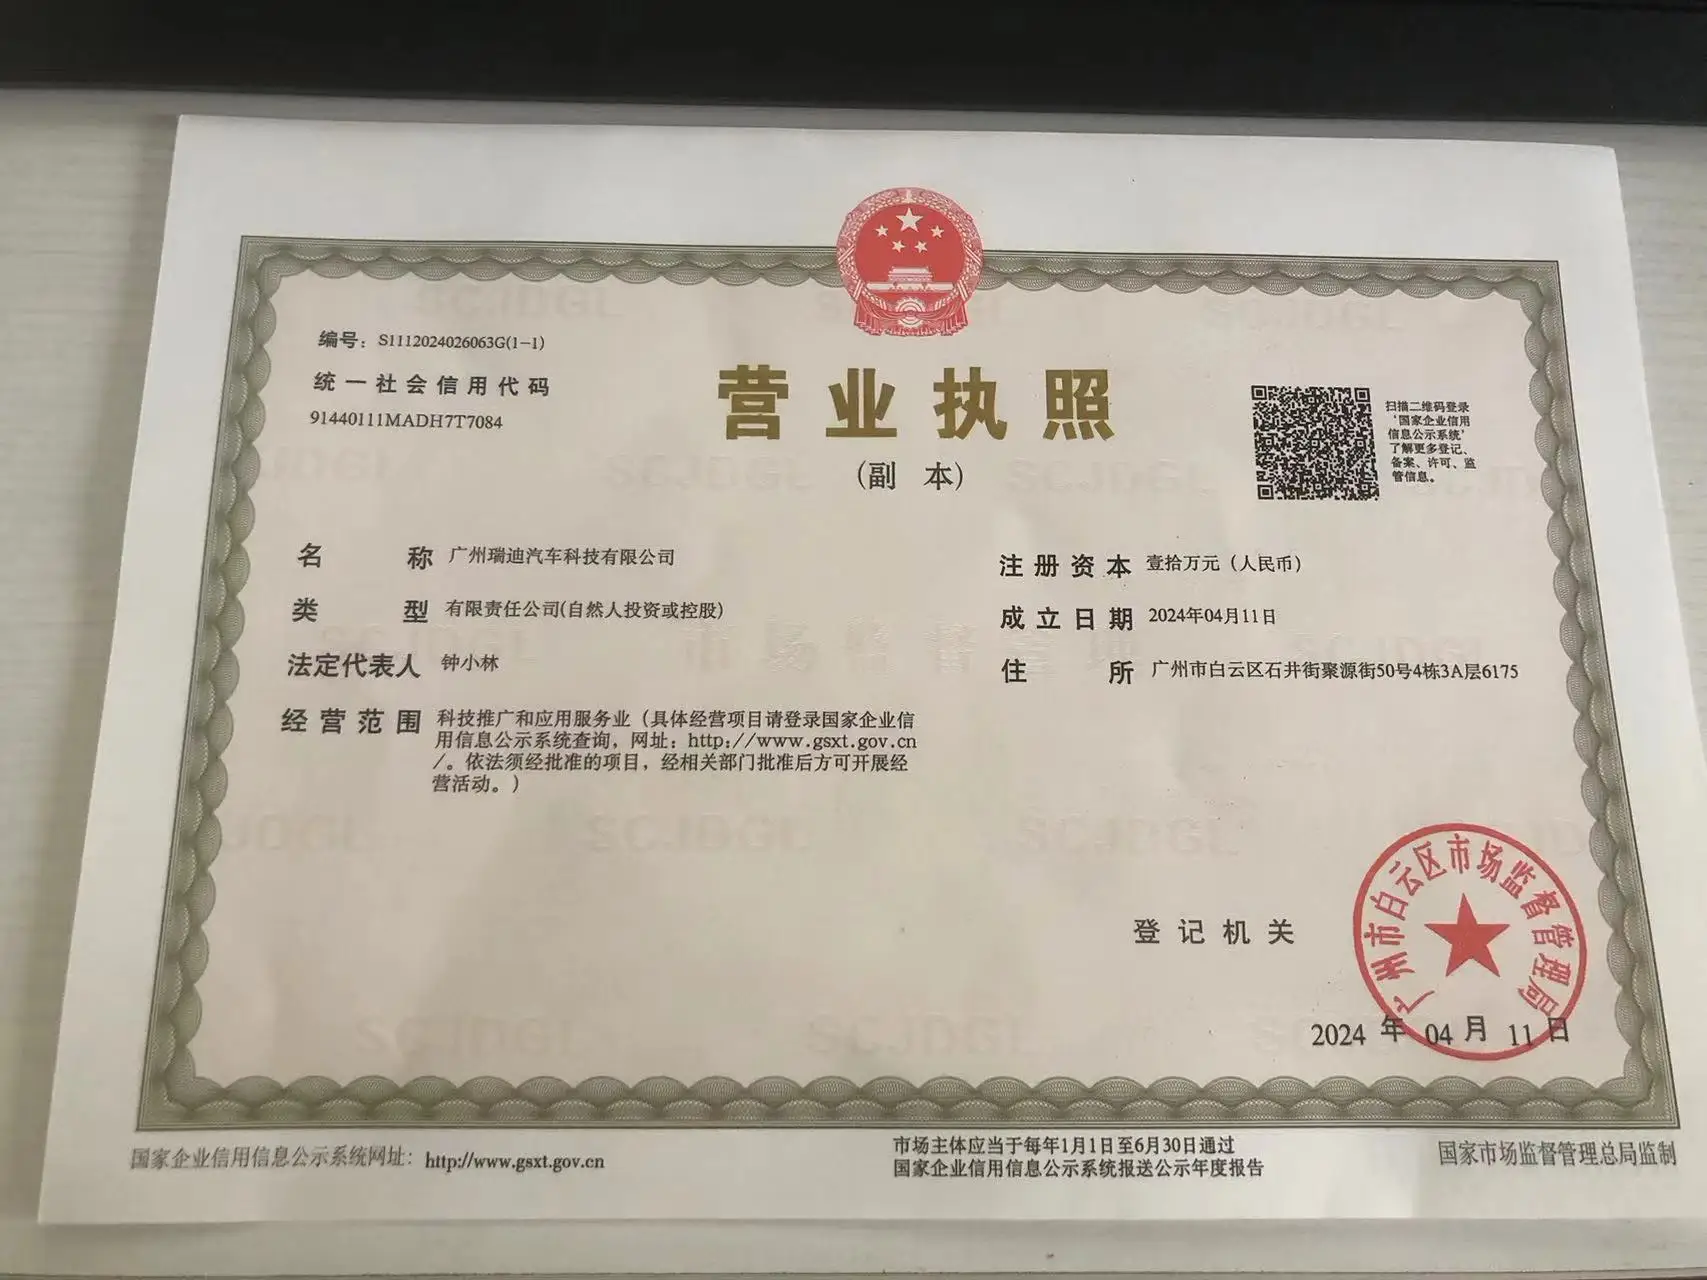 编号：S1112024026063G(1-1)
统一社会信用代码
91440111MADH7T7084
营业执照
（副 本）
扫描二维码登录
‘国家企业信用
信息公示系统’
了解更多登记、
备案、许可、监
管信息。
名 称 广州瑞迪汽车科技有限公司
类 型 有限责任公司(自然人投资或控股)
法定代表人 钟小林
经营范围 科技推广和应用服务业（具体经营项目请登录国家企业信
用信息公示系统查询，网址：http://www.gsxt.gov.cn
/。依法须经批准的项目，经相关部门批准后方可开展经
营活动。）
注册资本 壹拾万元（人民币）
成立日期 2024年04月11日
住 所 广州市白云区石井街聚源街50号4栋3A层6175
登记机关
广州市白云区市场监督管理局
2024 年 04 月 11 日
国家企业信用信息公示系统网址：http://www.gsxt.gov.cn
市场主体应当于每年1月1日至6月30日通过
国家企业信用信息公示系统报送公示年度报告
国家市场监督管理总局监制
SCJDGL
市场监督管理